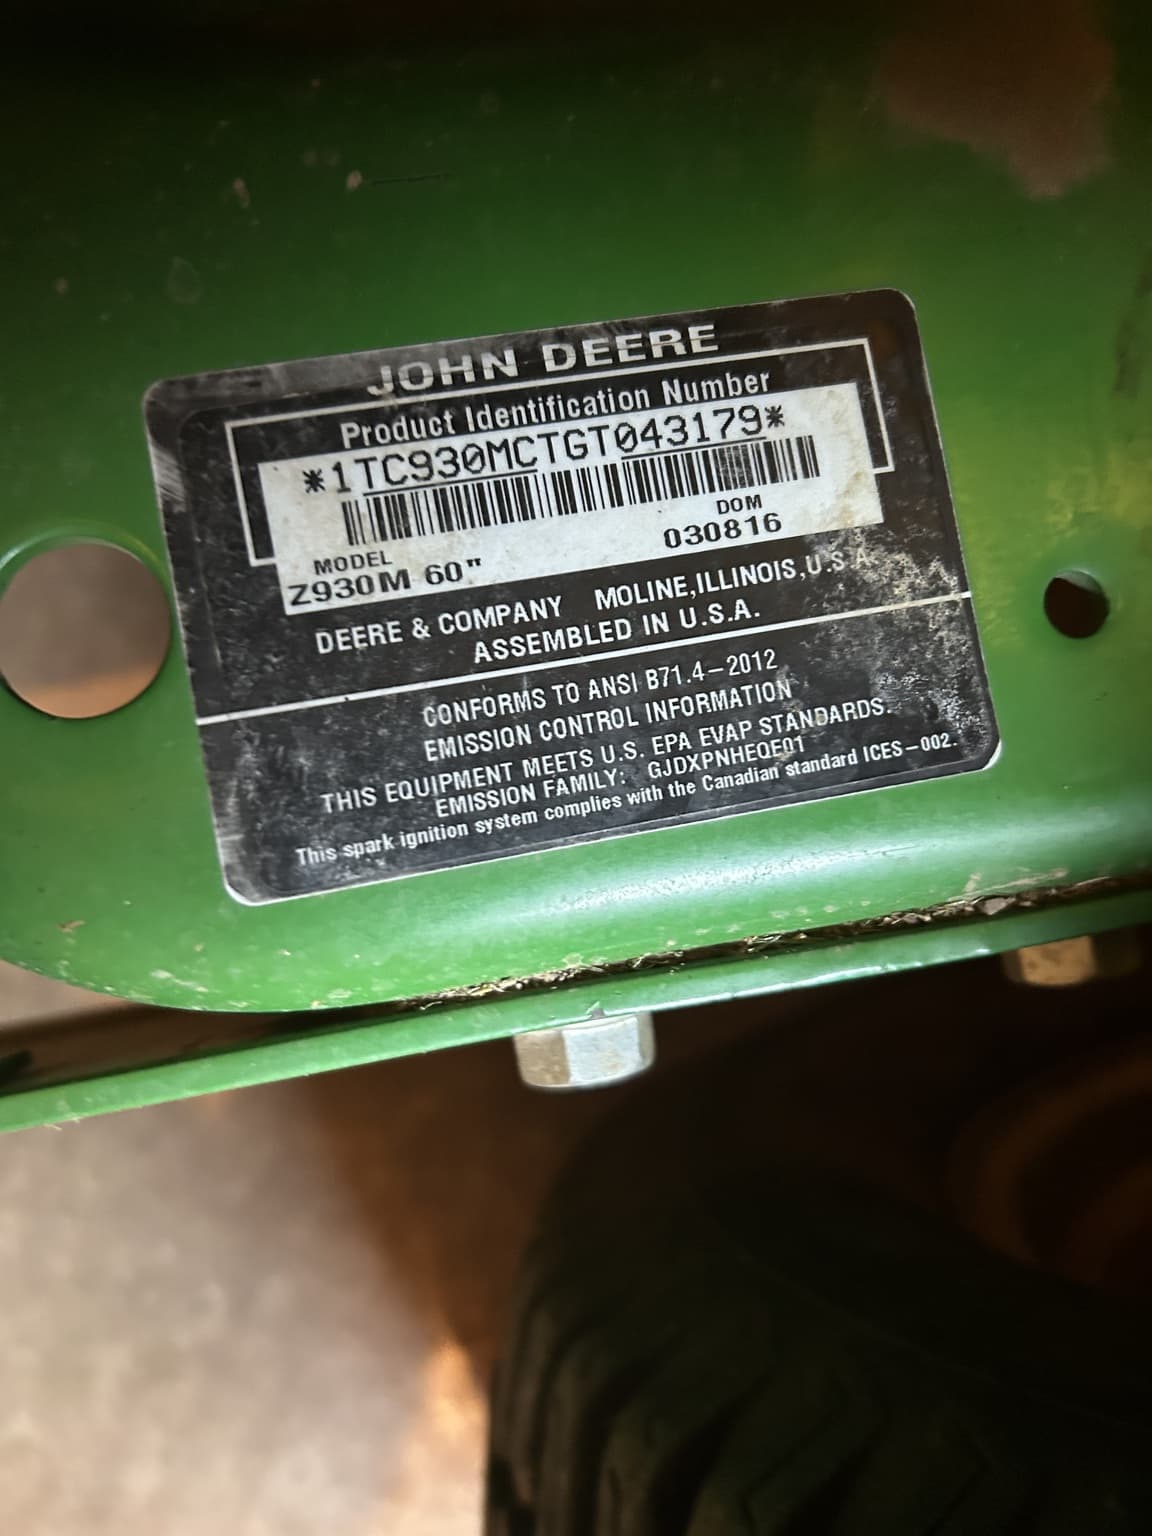 JOHN DEERE
Product Identification Number
*1TC930MCTGT043179*
MODEL DOM
Z930M 60" 030816
DEERE & COMPANY MOLINE, ILLINOIS, U.S.A.
ASSEMBLED IN U.S.A.
CONFORMS TO ANSI B71.4-2012
EMISSION CONTROL INFORMATION
THIS EQUIPMENT MEETS U.S. EPA EVAP STANDARDS.
EMISSION FAMILY: GJDXPNHEQE01
This spark ignition system complies with the Canadian standard ICES-002.